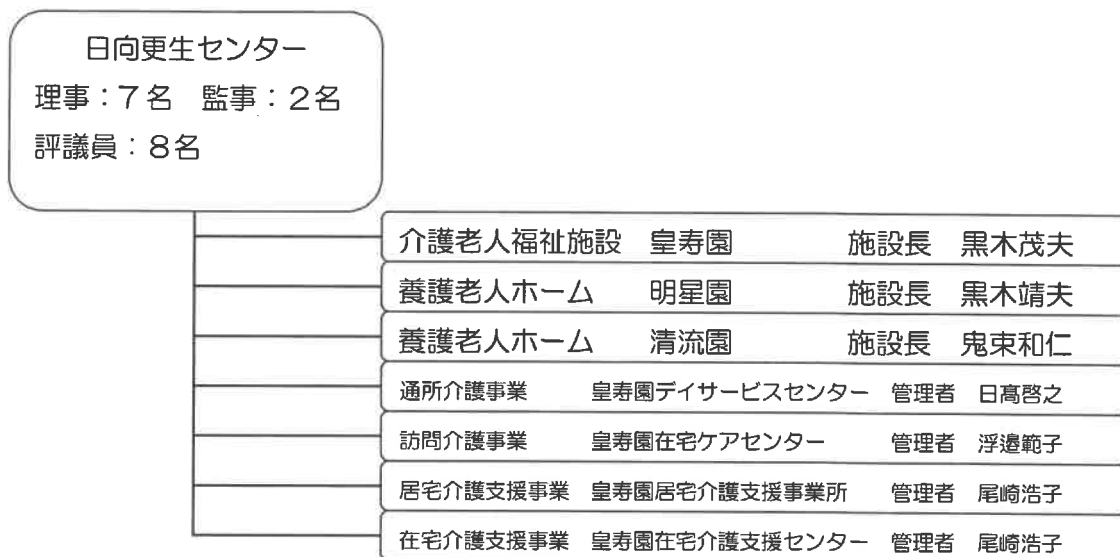 日向更生センター
理事：７名　監事：２名
評議員：８名
介護老人福祉施設　皇寿園　施設長　黒木茂夫
養護老人ホーム　明星園　施設長　黒木靖夫
養護老人ホーム　清流園　施設長　鬼束和仁
通所介護事業　皇寿園デイサービスセンター　管理者　日髙啓之
訪問介護事業　皇寿園在宅ケアセンター　管理者　浮邉範子
居宅介護支援事業　皇寿園居宅介護支援事業所　管理者　尾崎浩子
在宅介護支援事業　皇寿園在宅介護支援センター　管理者　尾崎浩子